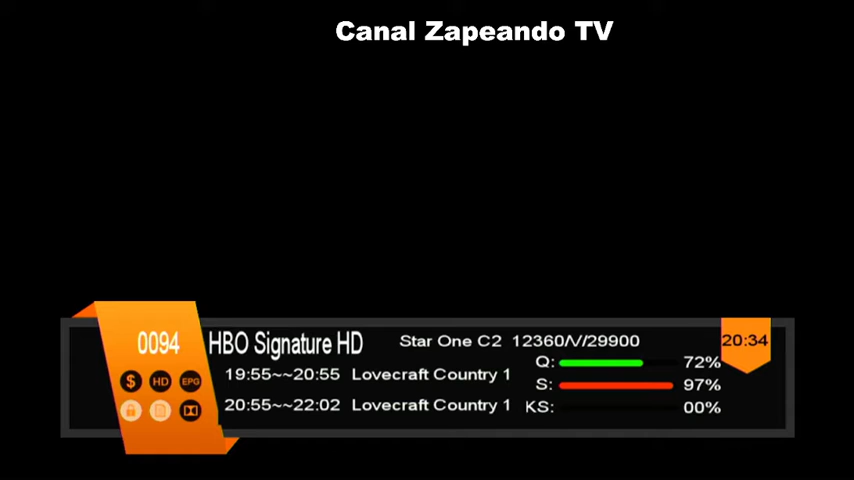 Canal Zapeando TV
0094 HBO Signature HD Star One C2 12360/V/29900 20:34
Q: 72%
$ HD EPG 19:55~~20:55 Lovecraft Country 1
S: 97%
20:55~~22:02 Lovecraft Country 1 KS: 00%